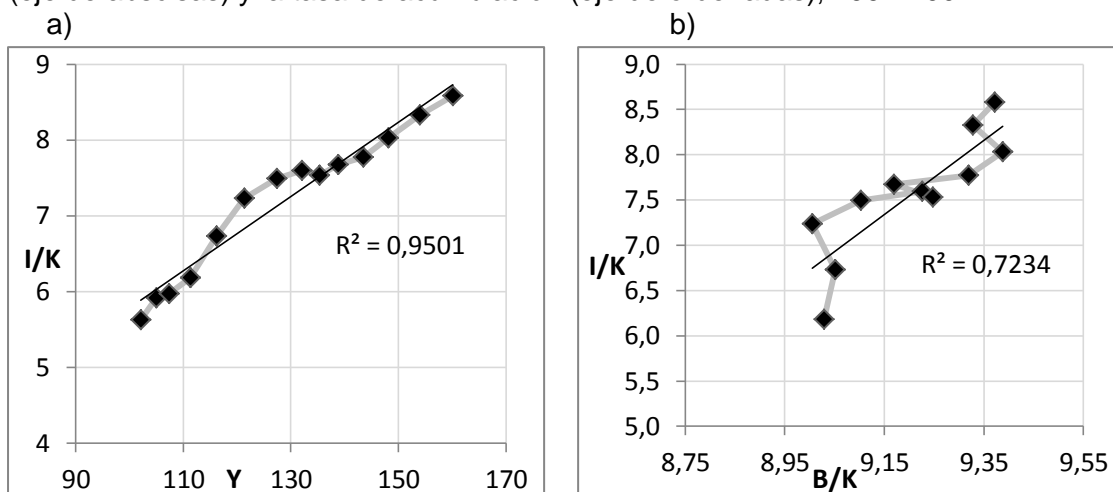 (eje de abscisas) y la tasa de acumulación (eje de ordenadas),
a) b)
9
8
7
I/K
6
5
4
R² = 0,9501
90 110 Y 130 150 170
9,0
8,5
8,0
7,5
7,0
I/K
6,5
6,0
5,5
5,0
R² = 0,7234
8,75 8,95 B/K 9,15 9,35 9,55